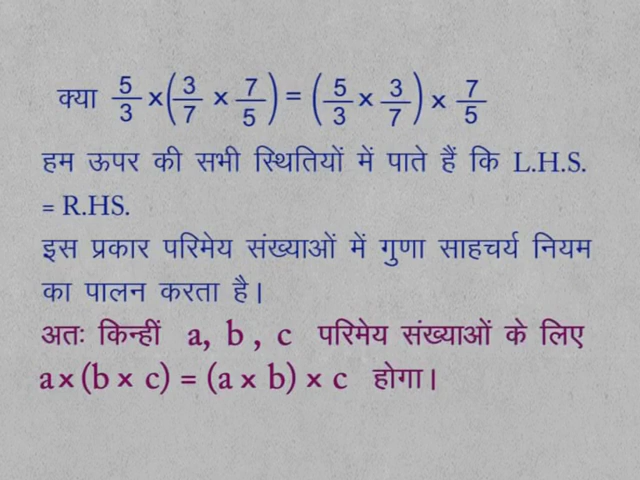 क्या 5/3 × (3/7 × 7/5) = (5/3 × 3/7) × 7/5
हम ऊपर की सभी स्थितियों में पाते हैं कि L.H.S.
= R.HS.
इस प्रकार परिमेय संख्याओं में गुणा साहचर्य नियम
का पालन करता है।
अतः किन्हीं a, b , c परिमेय संख्याओं के लिए
a×(b × c) = (a × b) × c होगा।